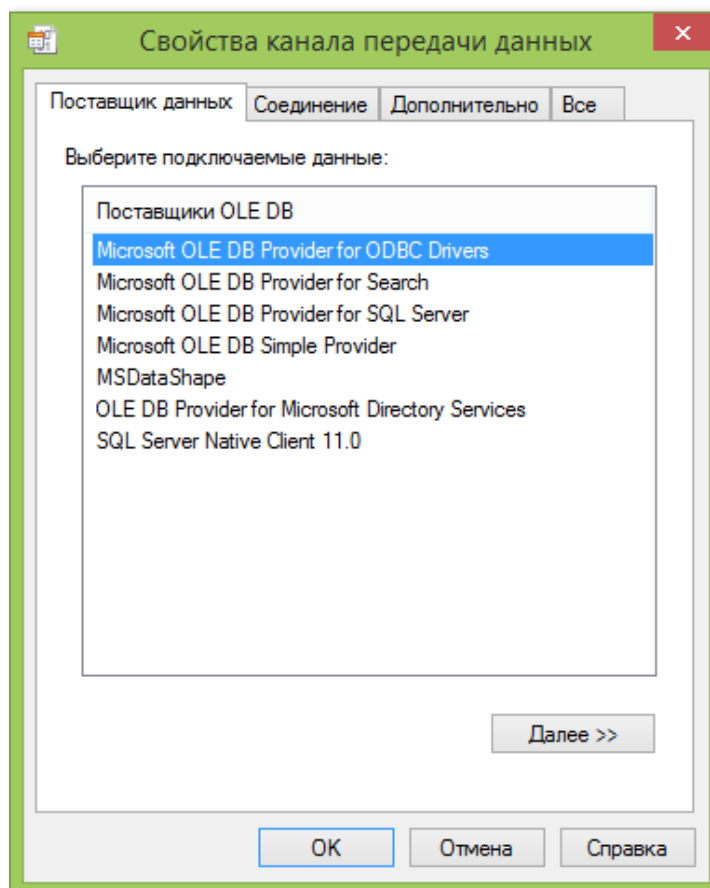 Свойства канала передачи данных
Поставщик данных Соединение Дополнительно Все
Выберите подключаемые данные:
Поставщики OLE DB
Microsoft OLE DB Provider for ODBC Drivers
Microsoft OLE DB Provider for Search
Microsoft OLE DB Provider for SQL Server
Microsoft OLE DB Simple Provider
MSDataShape
OLE DB Provider for Microsoft Directory Services
SQL Server Native Client 11.0
Далее >>
OK Отмена Справка